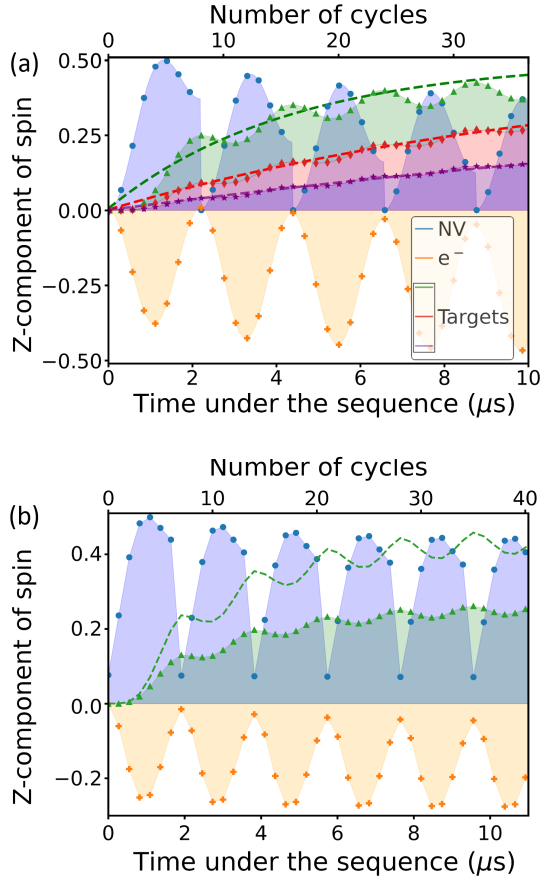 Number of cycles
0 10 20 30
(a)
0.50
0.25
0.00
−0.25
−0.50
Z-component of spin
NV
e⁻
Targets
0 2 4 6 8 10
Time under the sequence (μs)
Number of cycles
0 10 20 30 40
(b)
0.4
0.2
0.0
−0.2
Z-component of spin
0 2 4 6 8 10
Time under the sequence (μs)